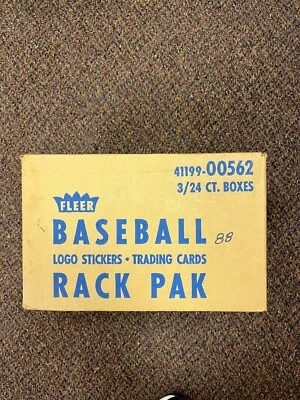 41199-00562
3/24 CT. BOXES
FLEER
BASEBALL 88
LOGO STICKERS • TRADING CARDS
RACK PAK